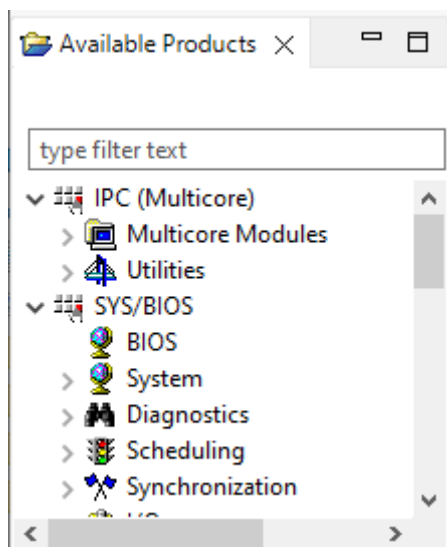 Available Products
type filter text
IPC (Multicore)
Multicore Modules
Utilities
SYS/BIOS
BIOS
System
Diagnostics
Scheduling
Synchronization